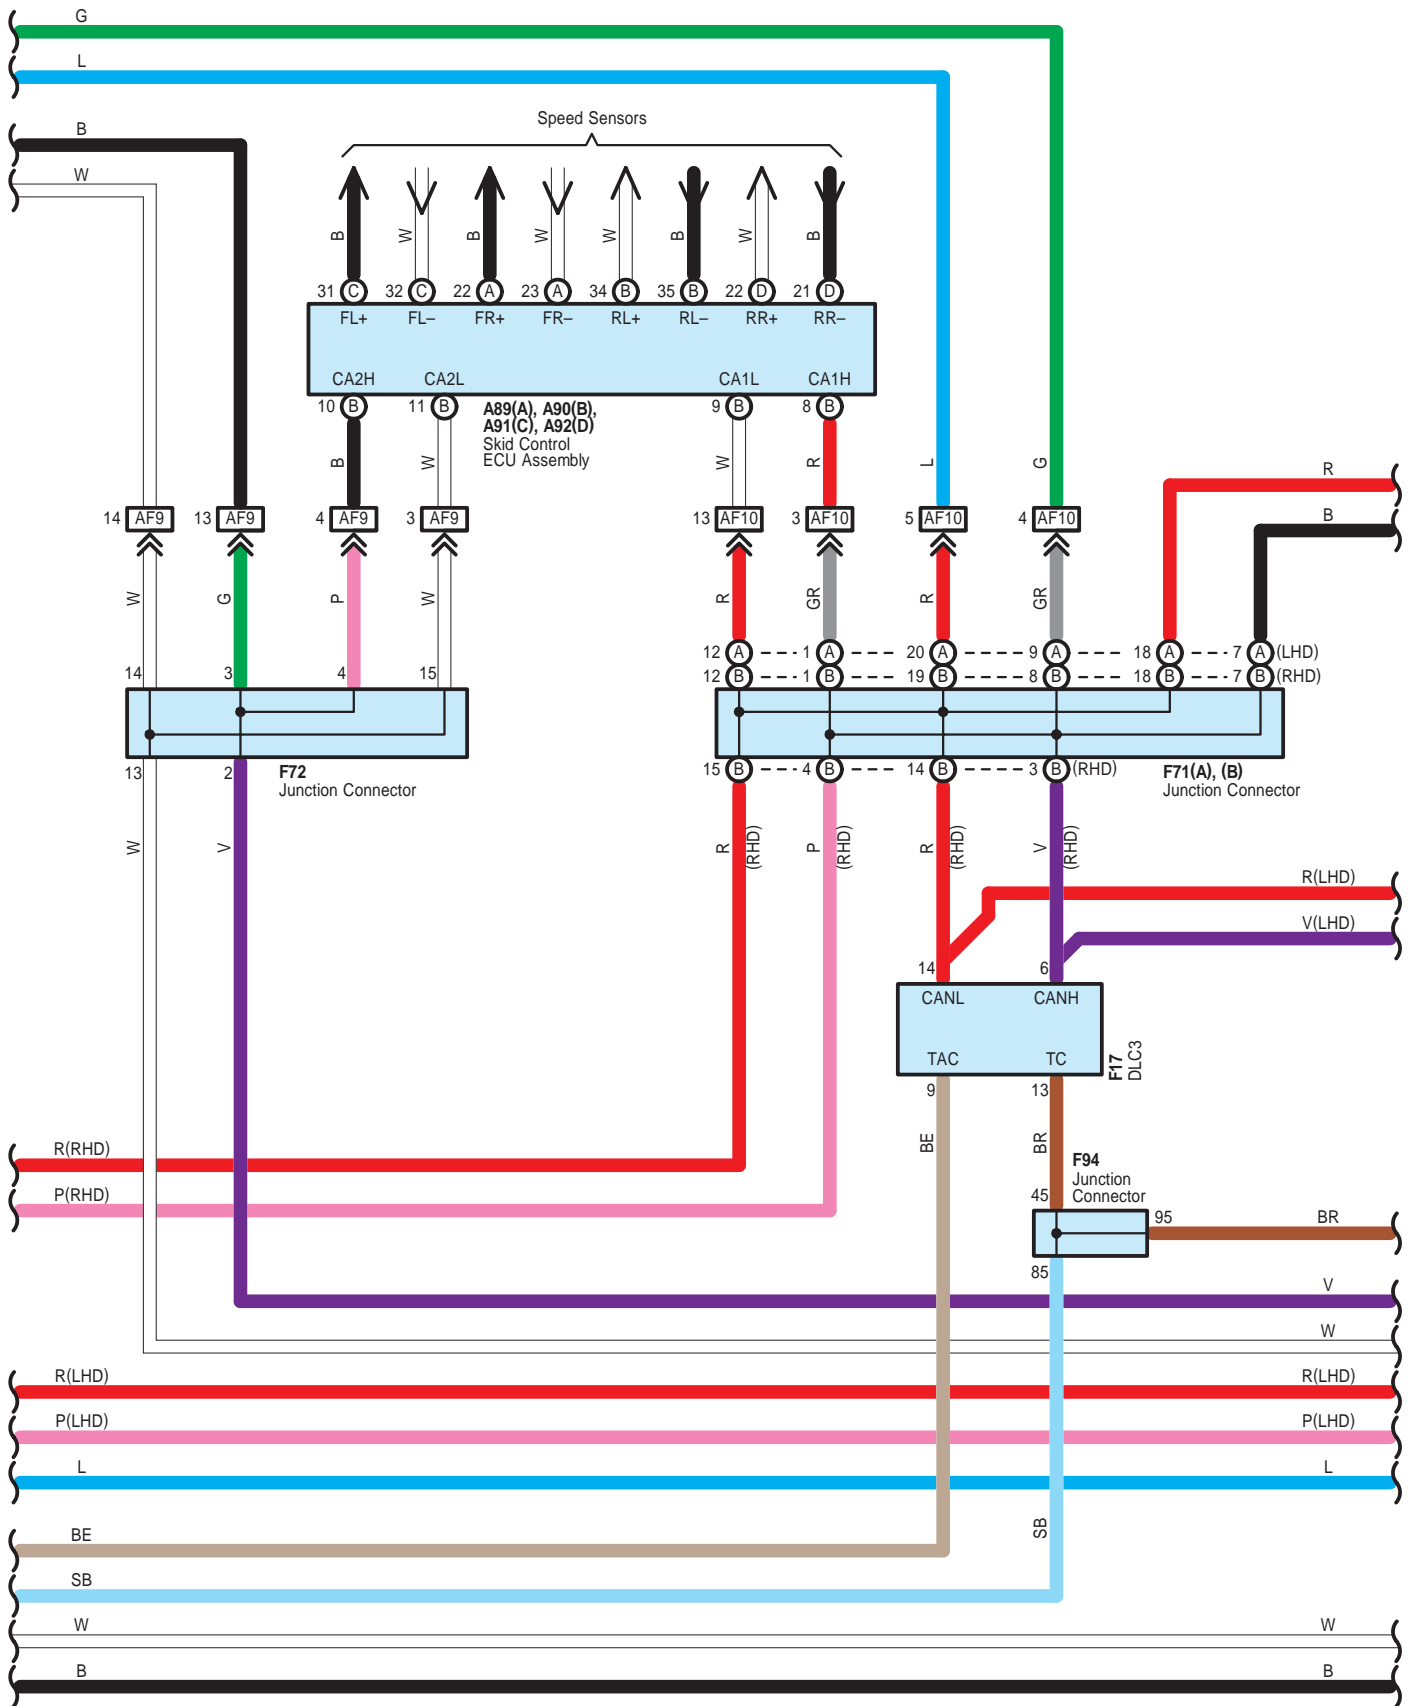 G
L
B
W
Speed Sensors
B W B W W B W B
31 C 32 C 22 A 23 A 34 B 35 B 22 D 21 D
FL+ FL– FR+ FR– RL+ RL– RR+ RR–
CA2H CA2L CA1L CA1H
10 B 11 B 9 B 8 B
A89(A), A90(B),
A91(C), A92(D)
Skid Control
ECU Assembly
B W W R L G
R
B
14 AF9 13 AF9 4 AF9 3 AF9 13 AF10 3 AF10 5 AF10 4 AF10
W G P W R GR R GR
12 A 1 A 20 A 9 A 18 A 7 A (LHD)
12 B 1 B 19 B 8 B 18 B 7 B (RHD)
14 3 4 15
13 2
F72
Junction Connector
15 B 4 B 14 B 3 B (RHD)
F71(A), (B)
Junction Connector
W V R (RHD) P (RHD) R (RHD) V (RHD)
R(LHD)
V(LHD)
14 6
CANL CANH
TAC TC
F17
DLC3
9 13
BE BR
R(RHD)
P(RHD)
F94
Junction
Connector
45
95 BR
85
V
W
R(LHD) R(LHD)
P(LHD) P(LHD)
L L
SB
BE
SB
W W
B B